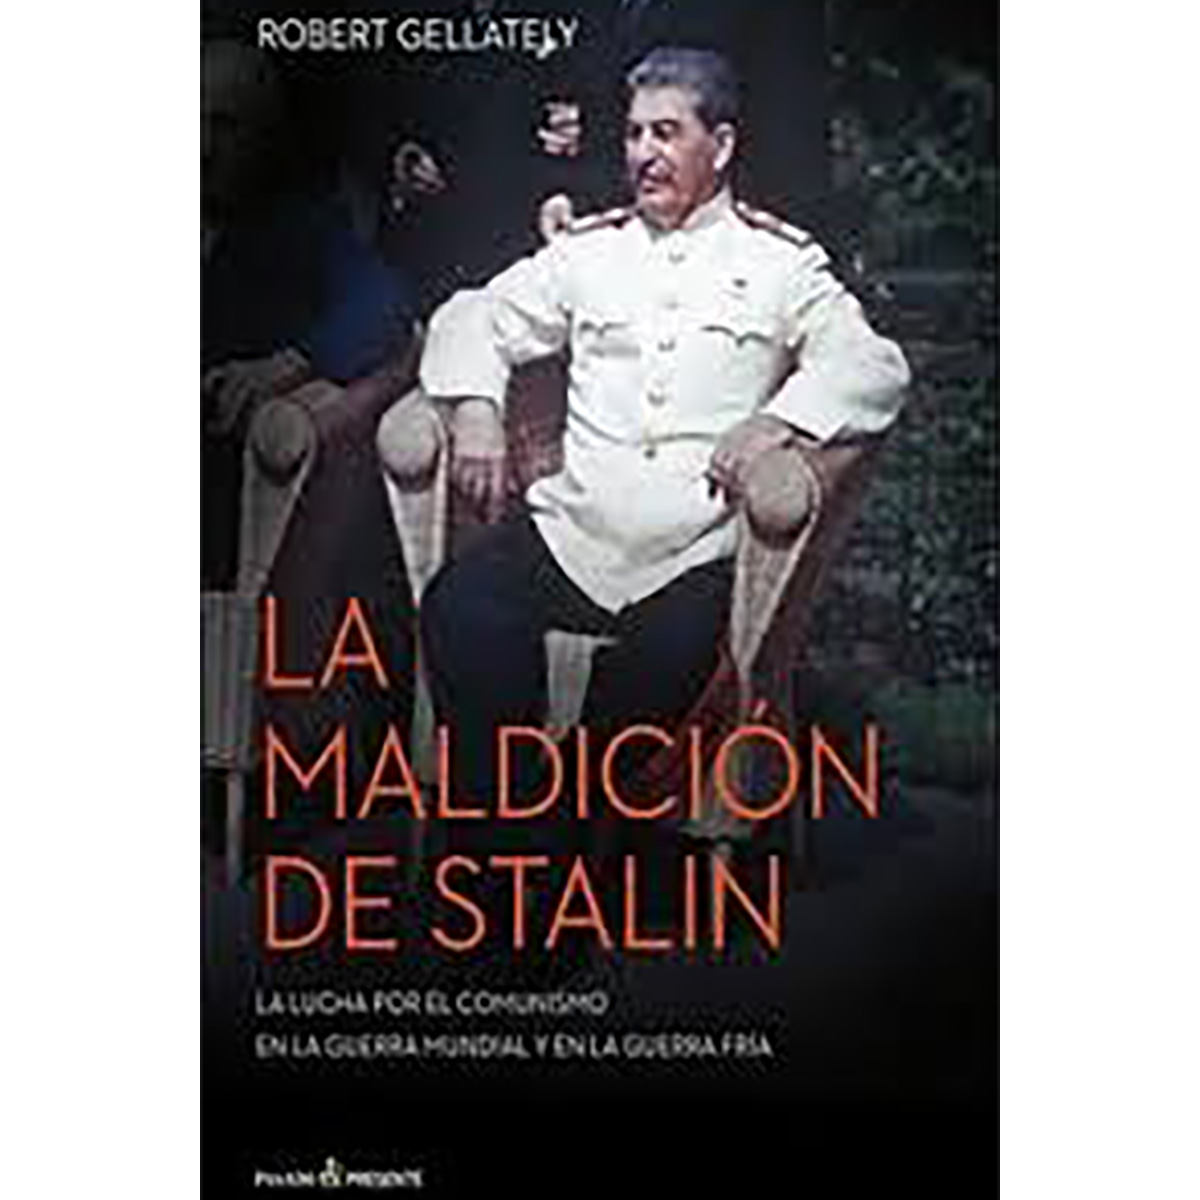 ROBERT GELLATELY
LA
MALDICIÓN
DE STALIN
LA LUCHA POR EL COMUNISMO
EN LA GUERRA MUNDIAL Y EN LA GUERRA FRÍA
PASADO & PRESENTE